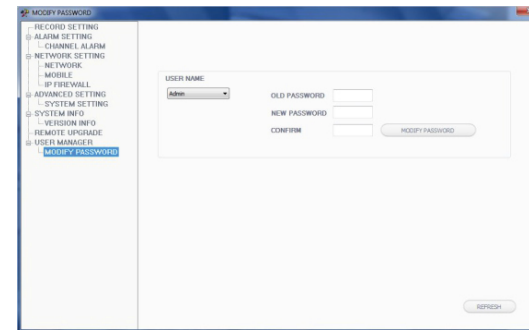 MODIFY PASSWORD
RECORD SETTING
ALARM SETTING
CHANNEL ALARM
NETWORK SETTING
NETWORK
MOBILE
IP FIREWALL
ADVANCED SETTING
SYSTEM SETTING
SYSTEM INFO
VERSION INFO
REMOTE UPGRADE
USER MANAGER
MODIFY PASSWORD
USER NAME
Admin
OLD PASSWORD
NEW PASSWORD
CONFIRM
MODIFY PASSWORD
REFRESH